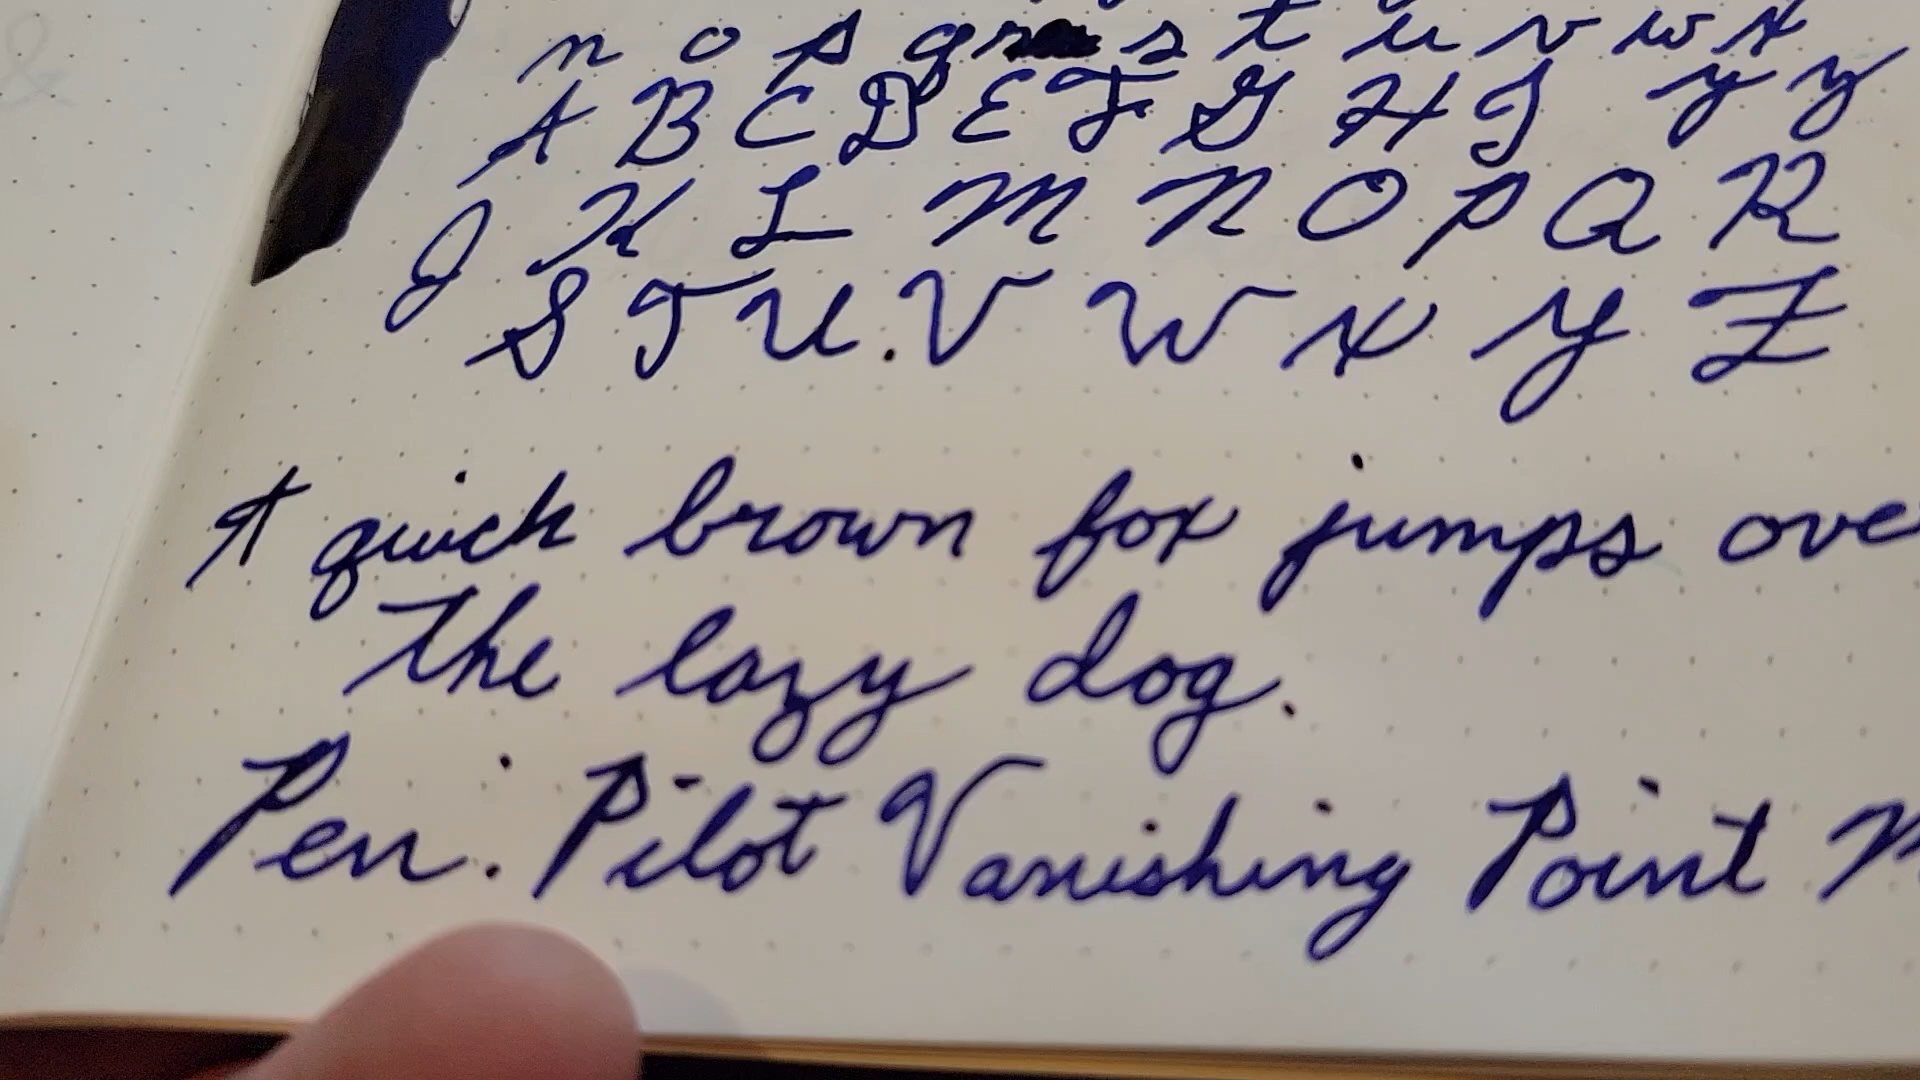 n o p q r s t u v w x
A B C D E F G H I y z
J K L M N O P Q R
S T U . V W X Y Z
A quick brown fox jumps ove
the lazy dog.
Pen: Pilot Vanishing Point M